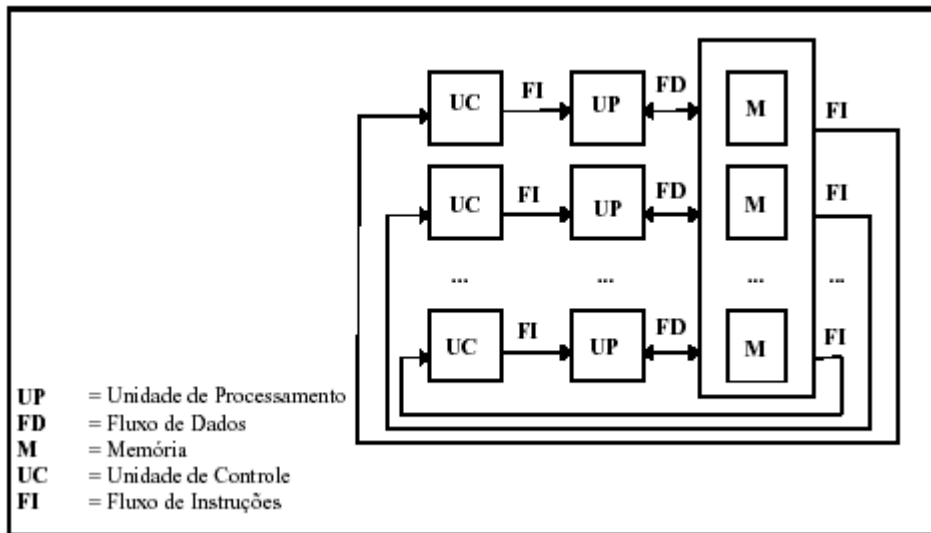 UC FI UP FD M FI
UC FI UP FD M FI
... ... ... ...
UC FI UP FD M FI
UP = Unidade de Processamento
FD = Fluxo de Dados
M = Memória
UC = Unidade de Controle
FI = Fluxo de Instruções